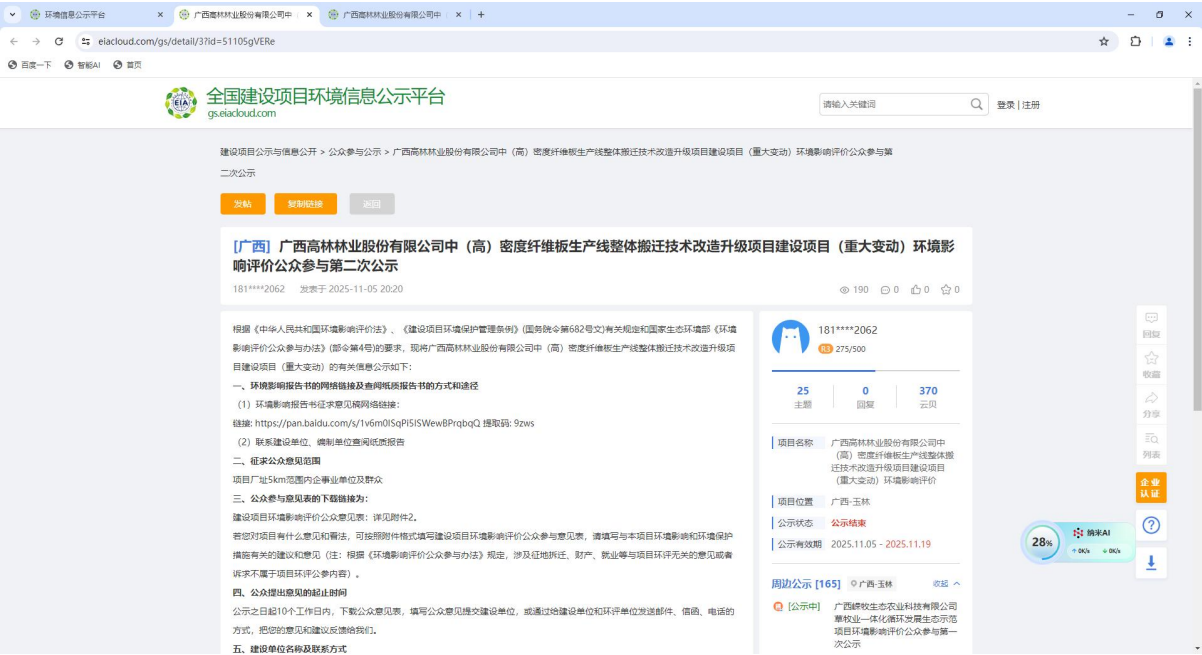 环境信息公示平台
广西高林林业股份有限公司中
广西高林林业股份有限公司中
eiacloud.com/gs/detail/3?id=51105gVERe
百度一下
智能AI
首页
EIA
全国建设项目环境信息公示平台
gs.eiacloud.com
请输入关键词
登录 | 注册
建设项目公示与信息公开 > 公众参与公示 > 广西高林林业股份有限公司中（高）密度纤维板生产线整体搬迁技术改造升级项目建设项目（重大变动）环境影响评价公众参与第
二次公示
发帖
复制链接
返回
[广西] 广西高林林业股份有限公司中（高）密度纤维板生产线整体搬迁技术改造升级项目建设项目（重大变动）环境影
响评价公众参与第二次公示
181****2062 发表于 2025-11-05 20:20
190 0 0 0
根据《中华人民共和国环境影响评价法》、《建设项目环境保护管理条例》(国务院令第682号文)有关规定和国家生态环境部《环境
影响评价公众参与办法》(部令第4号)的要求，现将广西高林林业股份有限公司中（高）密度纤维板生产线整体搬迁技术改造升级项
目建设项目（重大变动）的有关信息公示如下：
一、环境影响报告书的网络链接及查阅纸质报告书的方式和途径
（1）环境影响报告书征求意见稿网络链接：
链接: https://pan.baidu.com/s/1v6m0ISqPI5ISWewBPrqbqQ 提取码: 9zws
（2）联系建设单位、编制单位查阅纸质报告
二、征求公众意见范围
项目厂址5km范围内企事业单位及群众
三、公众参与意见表的下载链接为：
建设项目环境影响评价公众意见表：详见附件2。
若您对项目有什么意见和看法，可按照附件格式填写建设项目环境影响评价公众参与意见表，请填写与本项目环境影响和环境保护
措施有关的建议和意见（注：根据《环境影响评价公众参与办法》规定，涉及征地拆迁、财产、就业等与项目环评无关的意见或者
诉求不属于项目环评公参内容）。
四、公众提出意见的起止时间
公示之日起10个工作日内，下载公众意见表，填写公众意见提交建设单位，或通过给建设单位和环评单位发送邮件、信函、电话的
方式，把您的意见和建议反馈给我们。
五、建设单位名称及联系方式
181****2062
R3 275/500
25 0 370
主题 回复 云贝
项目名称 广西高林林业股份有限公司中
（高）密度纤维板生产线整体搬
迁技术改造升级项目建设项目
（重大变动）环境影响评价
项目位置 广西-玉林
公示状态 公示结束
公示有效期 2025.11.05 - 2025.11.19
周边公示 [165] 广西-玉林 收起
[公示中] 广西嵘牧生态农业科技有限公司
草牧业一体化循环发展生态示范
项目环境影响评价公众参与第一
次公示
回复
收藏
分享
列表
企业
认证
28%
纳米AI
0K/s 0K/s